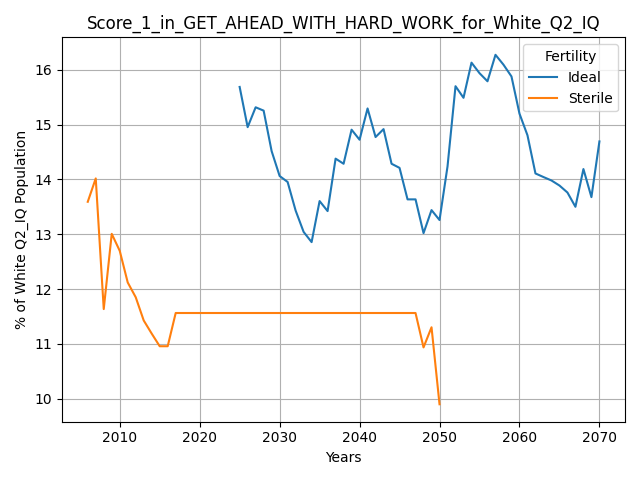 Score_1_in_GET_AHEAD_WITH_HARD_WORK_for_White_Q2_IQ
Fertility
Ideal
Sterile
% of White Q2_IQ Population
16
15
14
13
12
11
10
2010 2020 2030 2040 2050 2060 2070
Years